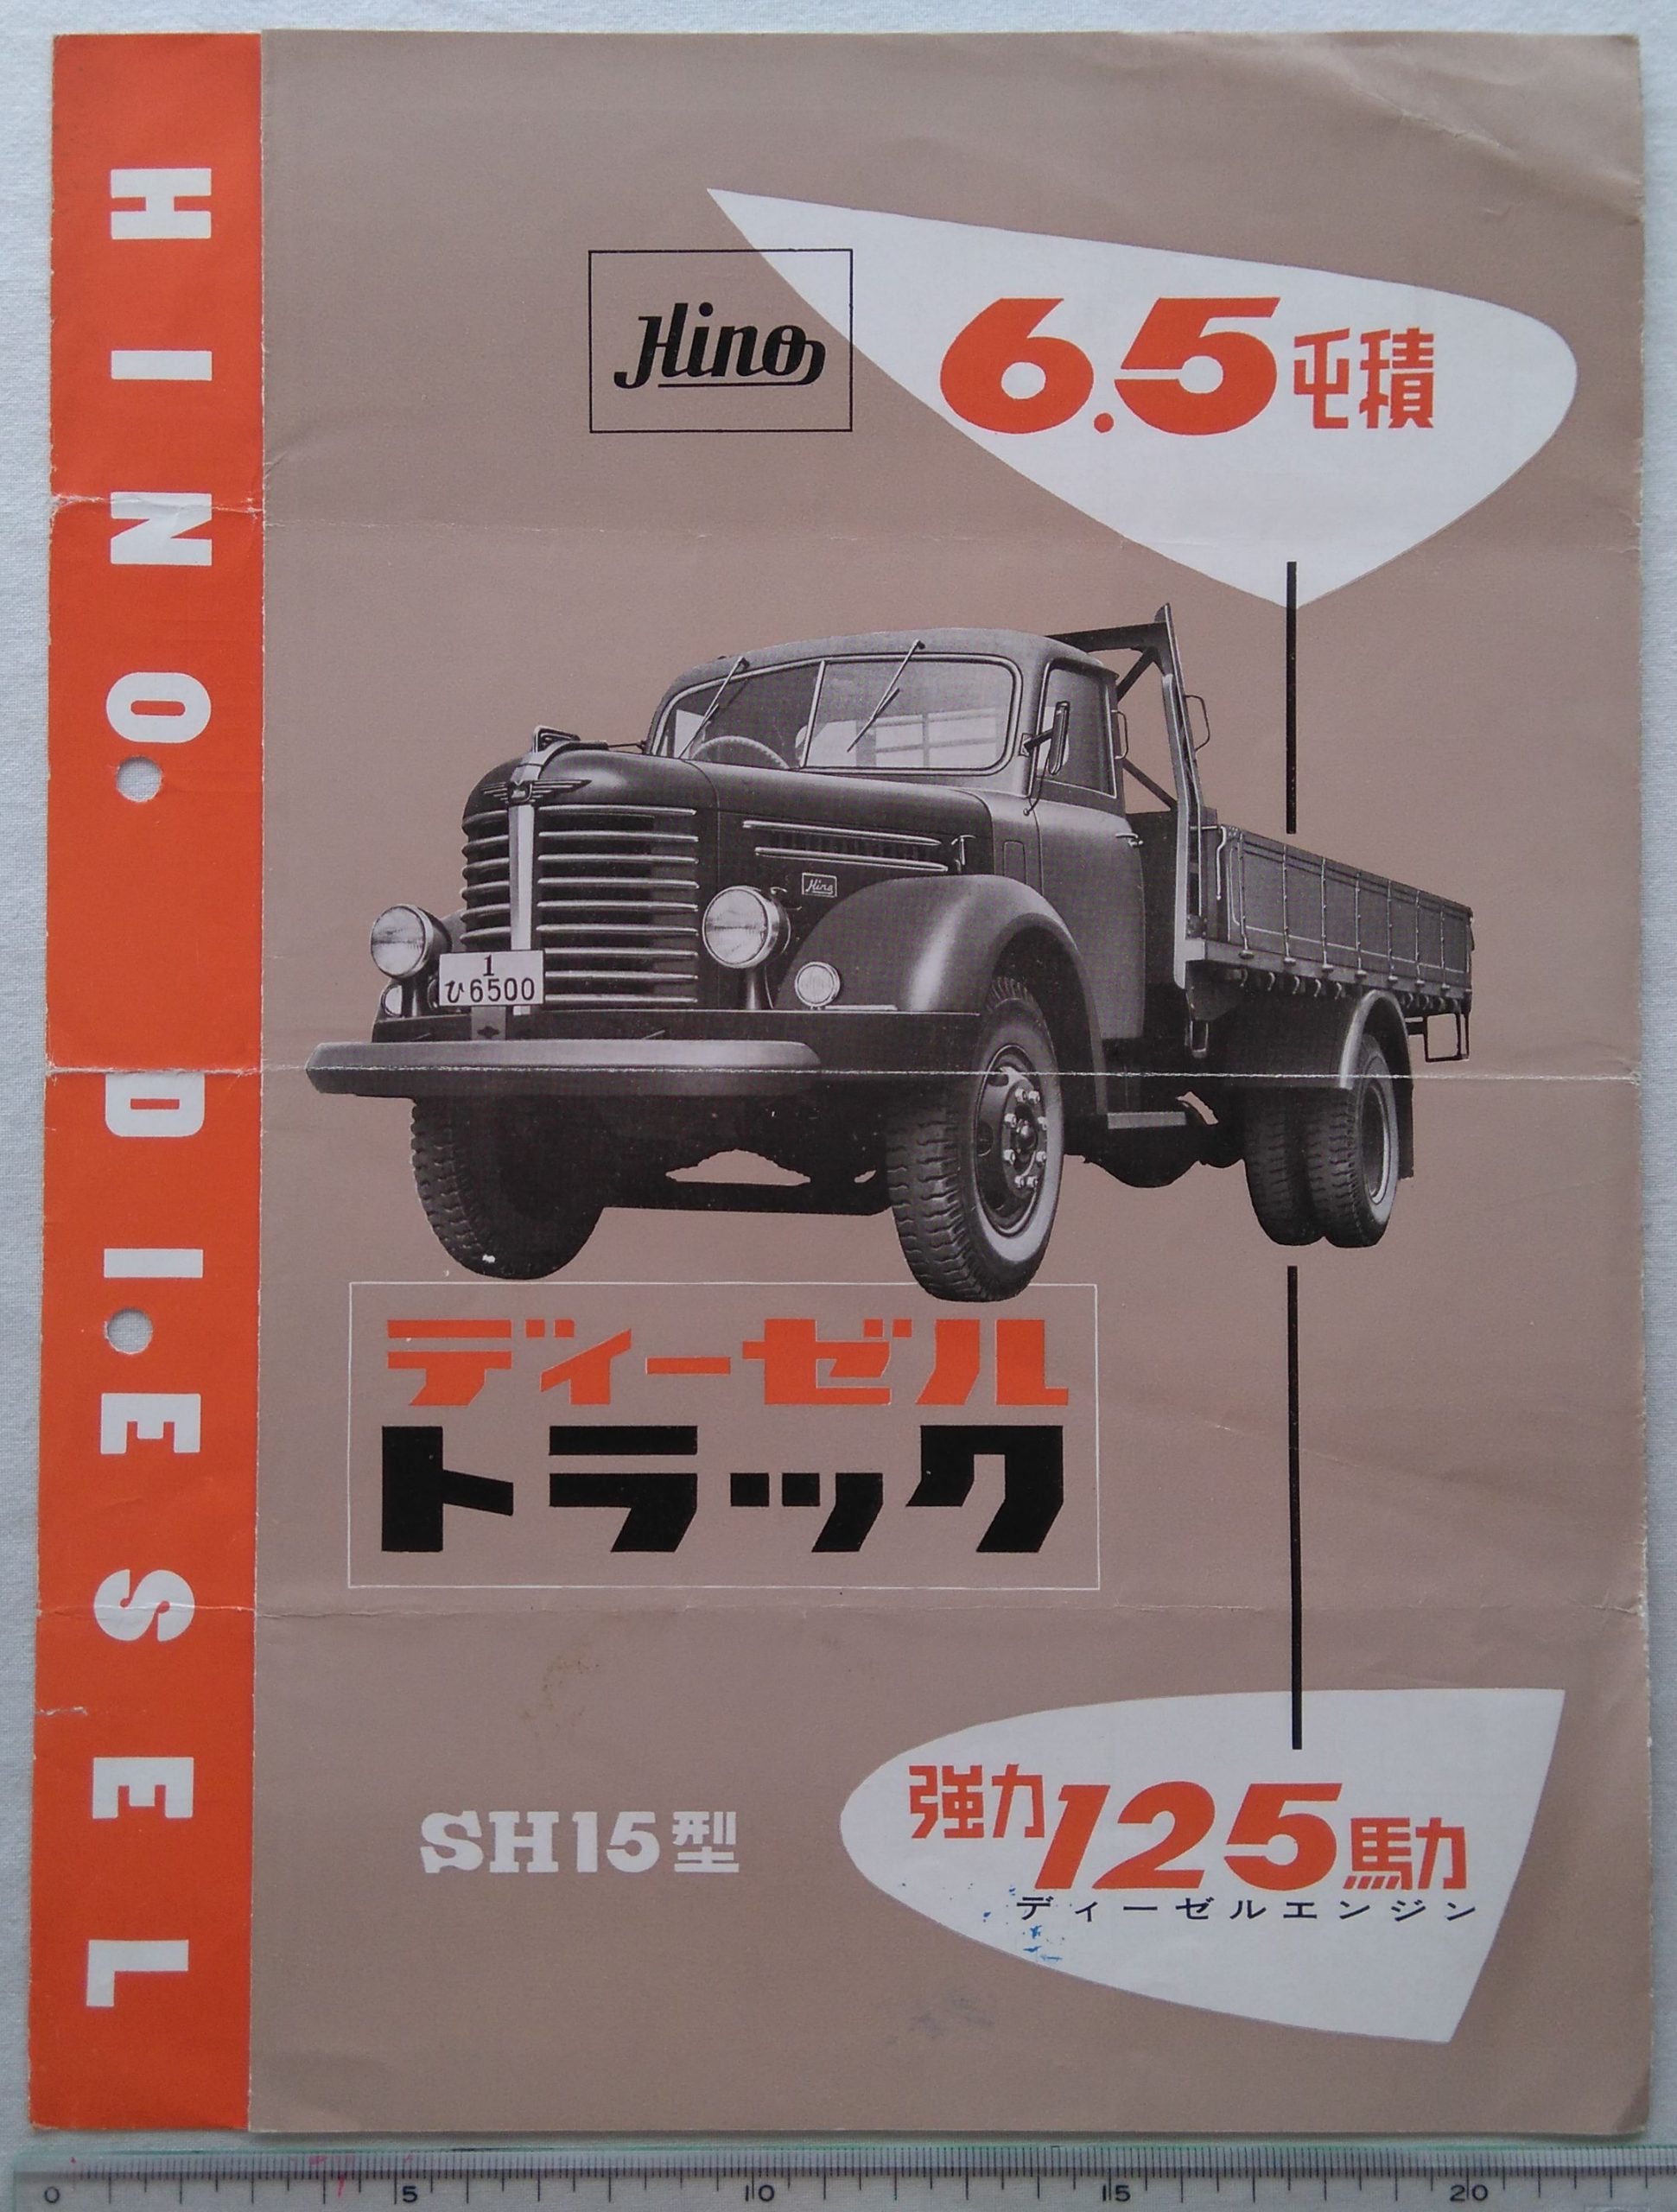 HINO DIESEL
Hino
6.5屯積
Hino
1
ひ6500
ディーゼル
トラック
SH15型
強力125馬力
ディーゼルエンジン
0 5 10 15 20